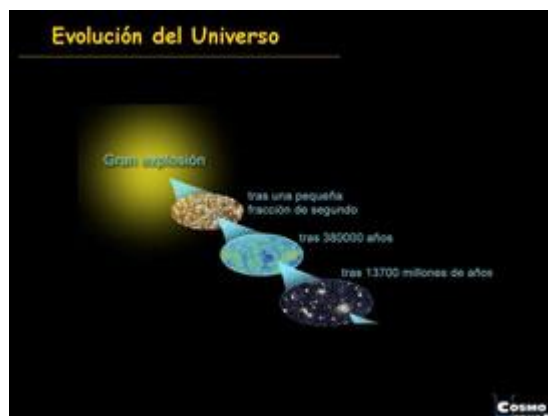 Evolución del Universo
Gran explosión
tras una pequeña
fracción de segundo
tras 380000 años
tras 13700 millones de años
COSMO